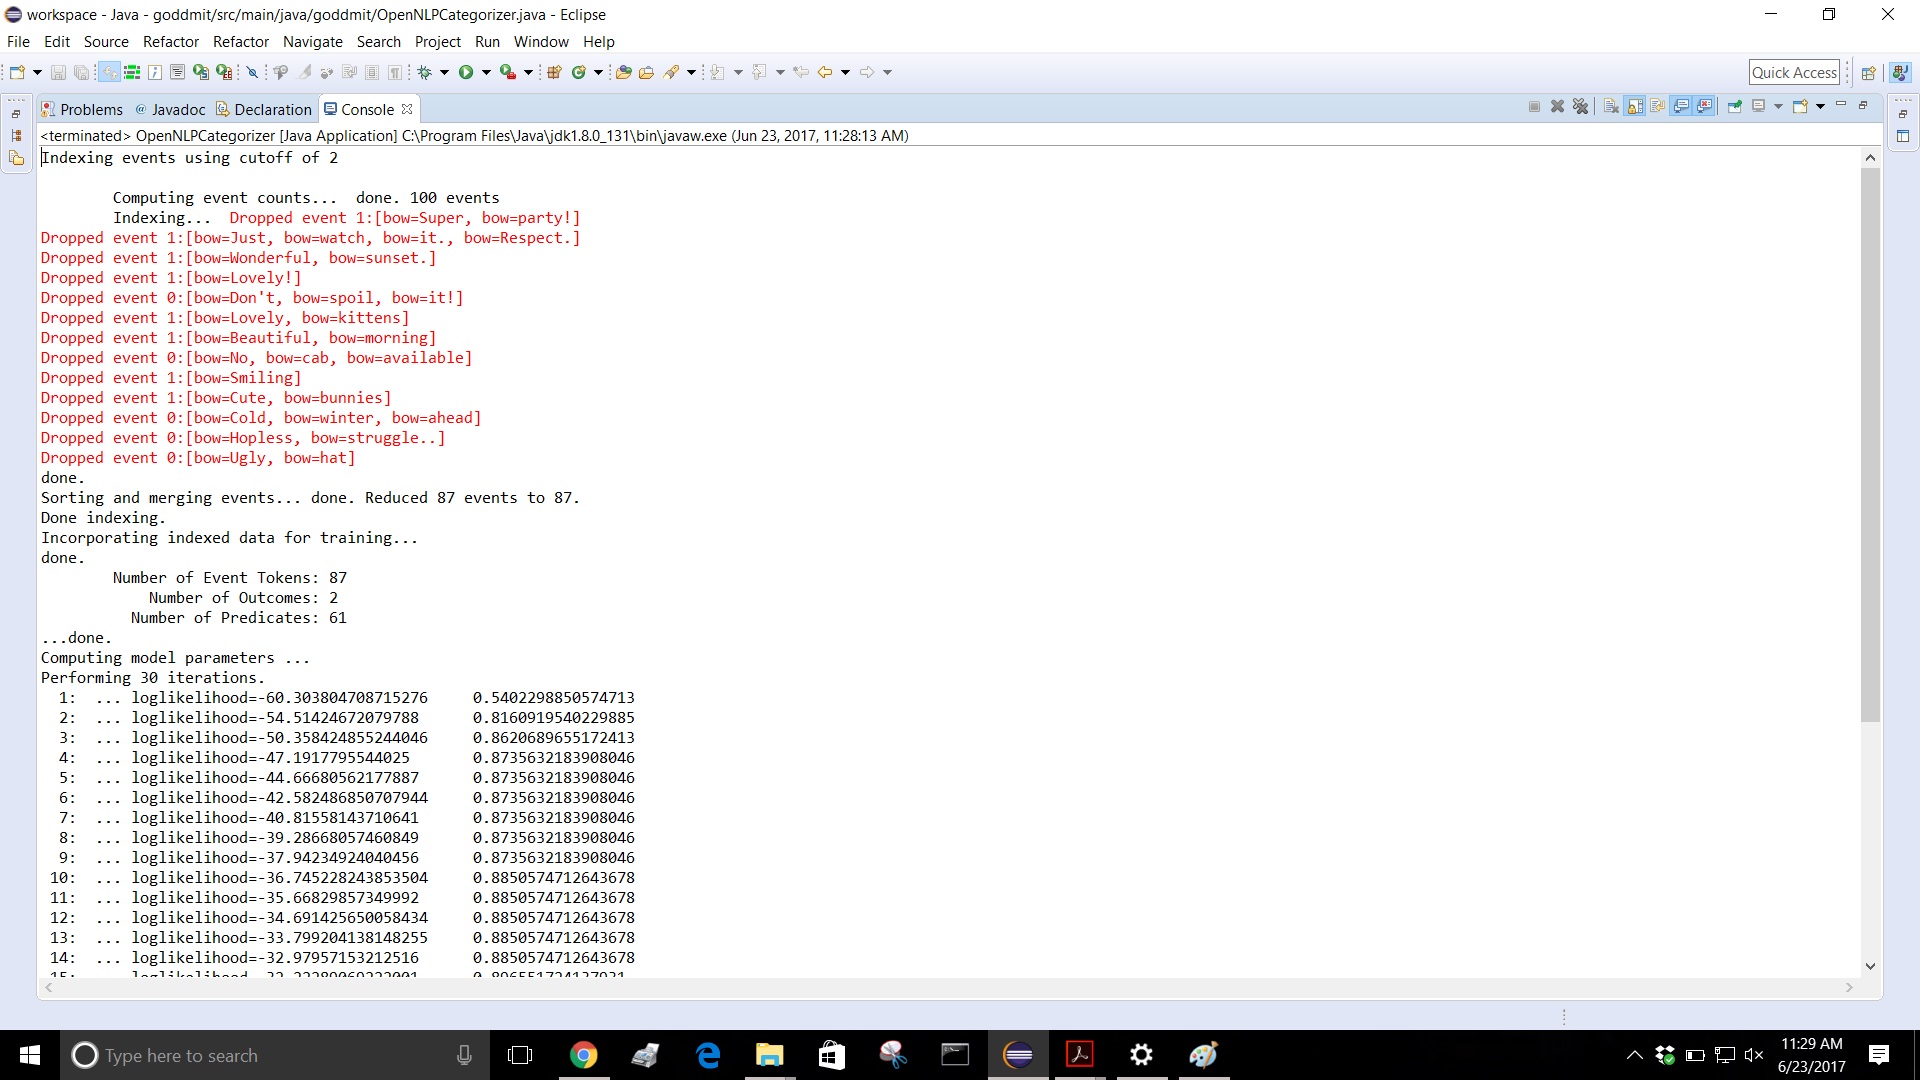 workspace - Java - goddmit/src/main/java/goddmit/OpenNLPCategorizer.java - Eclipse
File Edit Source Refactor Refactor Navigate Search Project Run Window Help
Quick Access
Problems @ Javadoc Declaration Console
<terminated> OpenNLPCategorizer [Java Application] C:\Program Files\Java\jdk1.8.0_131\bin\javaw.exe (Jun 23, 2017, 11:28:13 AM)
Indexing events using cutoff of 2
Computing event counts...  done. 100 events
Indexing...  Dropped event 1:[bow=Super, bow=party!]
Dropped event 1:[bow=Just, bow=watch, bow=it., bow=Respect.]
Dropped event 1:[bow=Wonderful, bow=sunset.]
Dropped event 1:[bow=Lovely!]
Dropped event 0:[bow=Don't, bow=spoil, bow=it!]
Dropped event 1:[bow=Lovely, bow=kittens]
Dropped event 1:[bow=Beautiful, bow=morning]
Dropped event 0:[bow=No, bow=cab, bow=available]
Dropped event 1:[bow=Smiling]
Dropped event 1:[bow=Cute, bow=bunnies]
Dropped event 0:[bow=Cold, bow=winter, bow=ahead]
Dropped event 0:[bow=Hopless, bow=struggle..]
Dropped event 0:[bow=Ugly, bow=hat]
done.
Sorting and merging events... done. Reduced 87 events to 87.
Done indexing.
Incorporating indexed data for training...
done.
Number of Event Tokens: 87
Number of Outcomes: 2
Number of Predicates: 61
...done.
Computing model parameters ...
Performing 30 iterations.
1:  ... loglikelihood=-60.303804708715276 0.5402298850574713
2:  ... loglikelihood=-54.51424672079788 0.8160919540229885
3:  ... loglikelihood=-50.358424855244046 0.8620689655172413
4:  ... loglikelihood=-47.1917795544025 0.8735632183908046
5:  ... loglikelihood=-44.66680562177887 0.8735632183908046
6:  ... loglikelihood=-42.582486850707944 0.8735632183908046
7:  ... loglikelihood=-40.81558143710641 0.8735632183908046
8:  ... loglikelihood=-39.28668057460849 0.8735632183908046
9:  ... loglikelihood=-37.94234924040456 0.8735632183908046
10:  ... loglikelihood=-36.745228243853504 0.8850574712643678
11:  ... loglikelihood=-35.66829857349992 0.8850574712643678
12:  ... loglikelihood=-34.691425650058434 0.8850574712643678
13:  ... loglikelihood=-33.799204138148255 0.8850574712643678
14:  ... loglikelihood=-32.97957153212516 0.8850574712643678
Type here to search
11:29 AM
6/23/2017